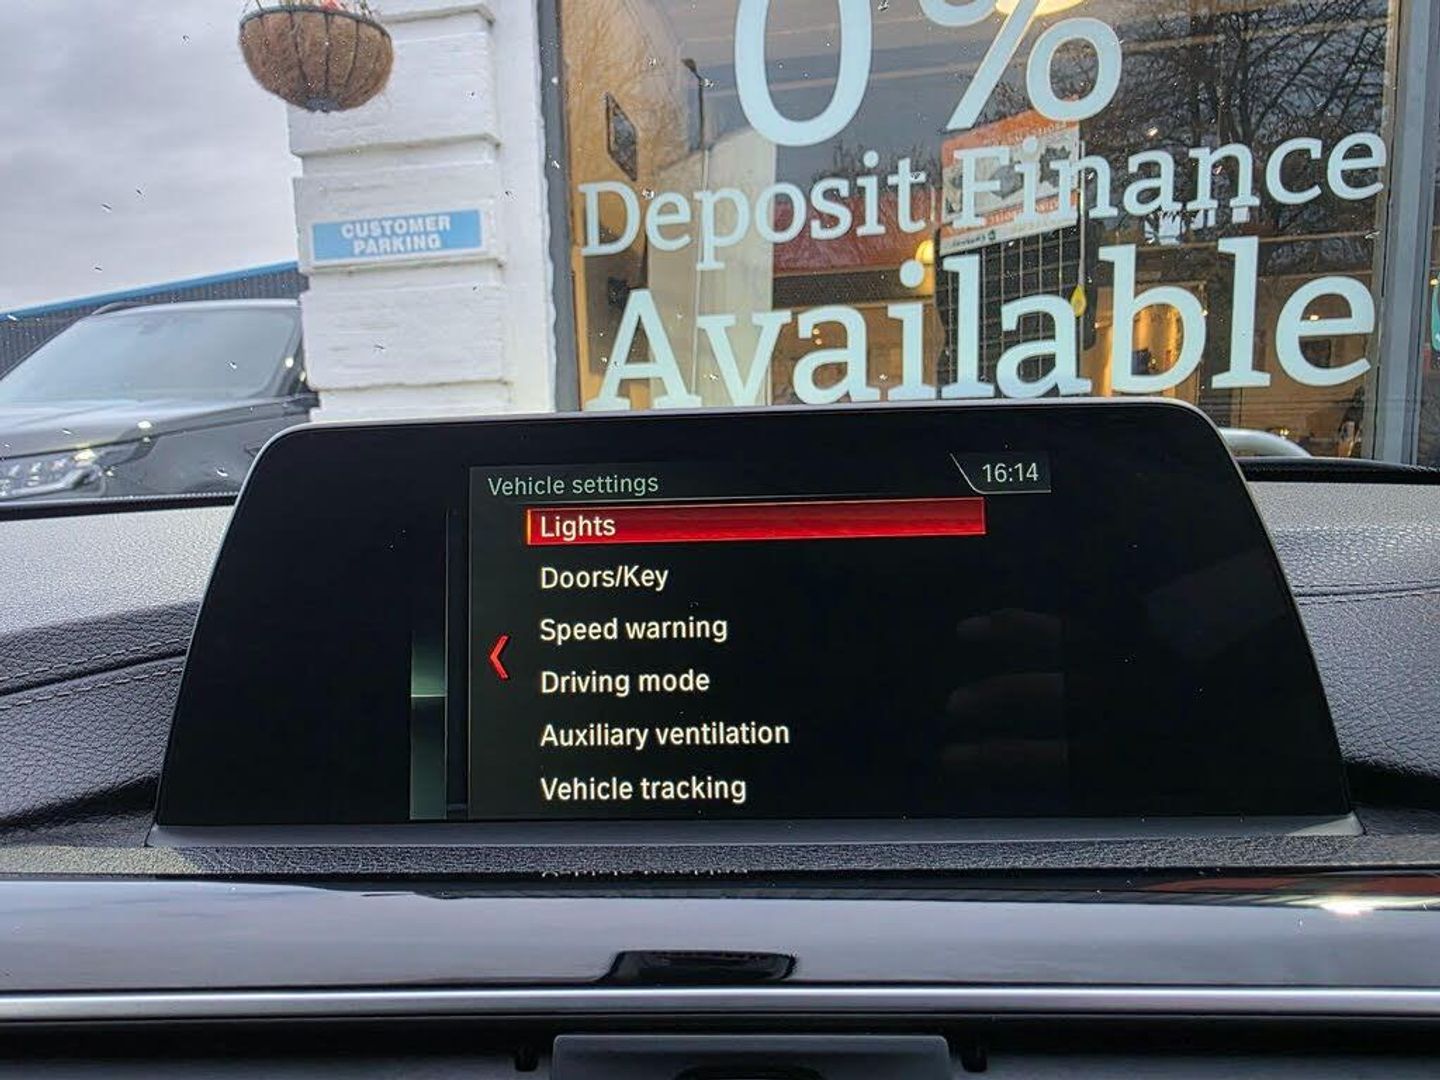 0%
Deposit Finance
Available
CUSTOMER
PARKING
Vehicle settings
16:14
Lights
Doors/Key
Speed warning
Driving mode
Auxiliary ventilation
Vehicle tracking